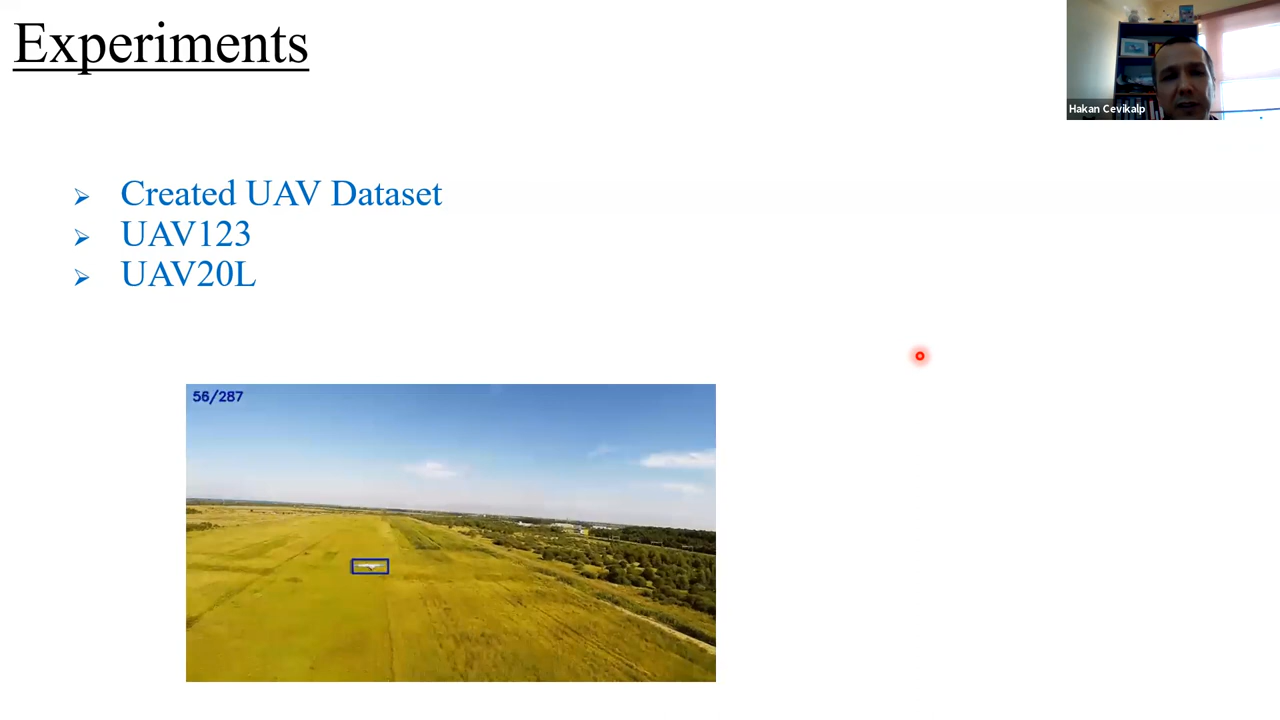 Experiments
Hakan Cevikalp
Created UAV Dataset
UAV123
UAV20L
56/287